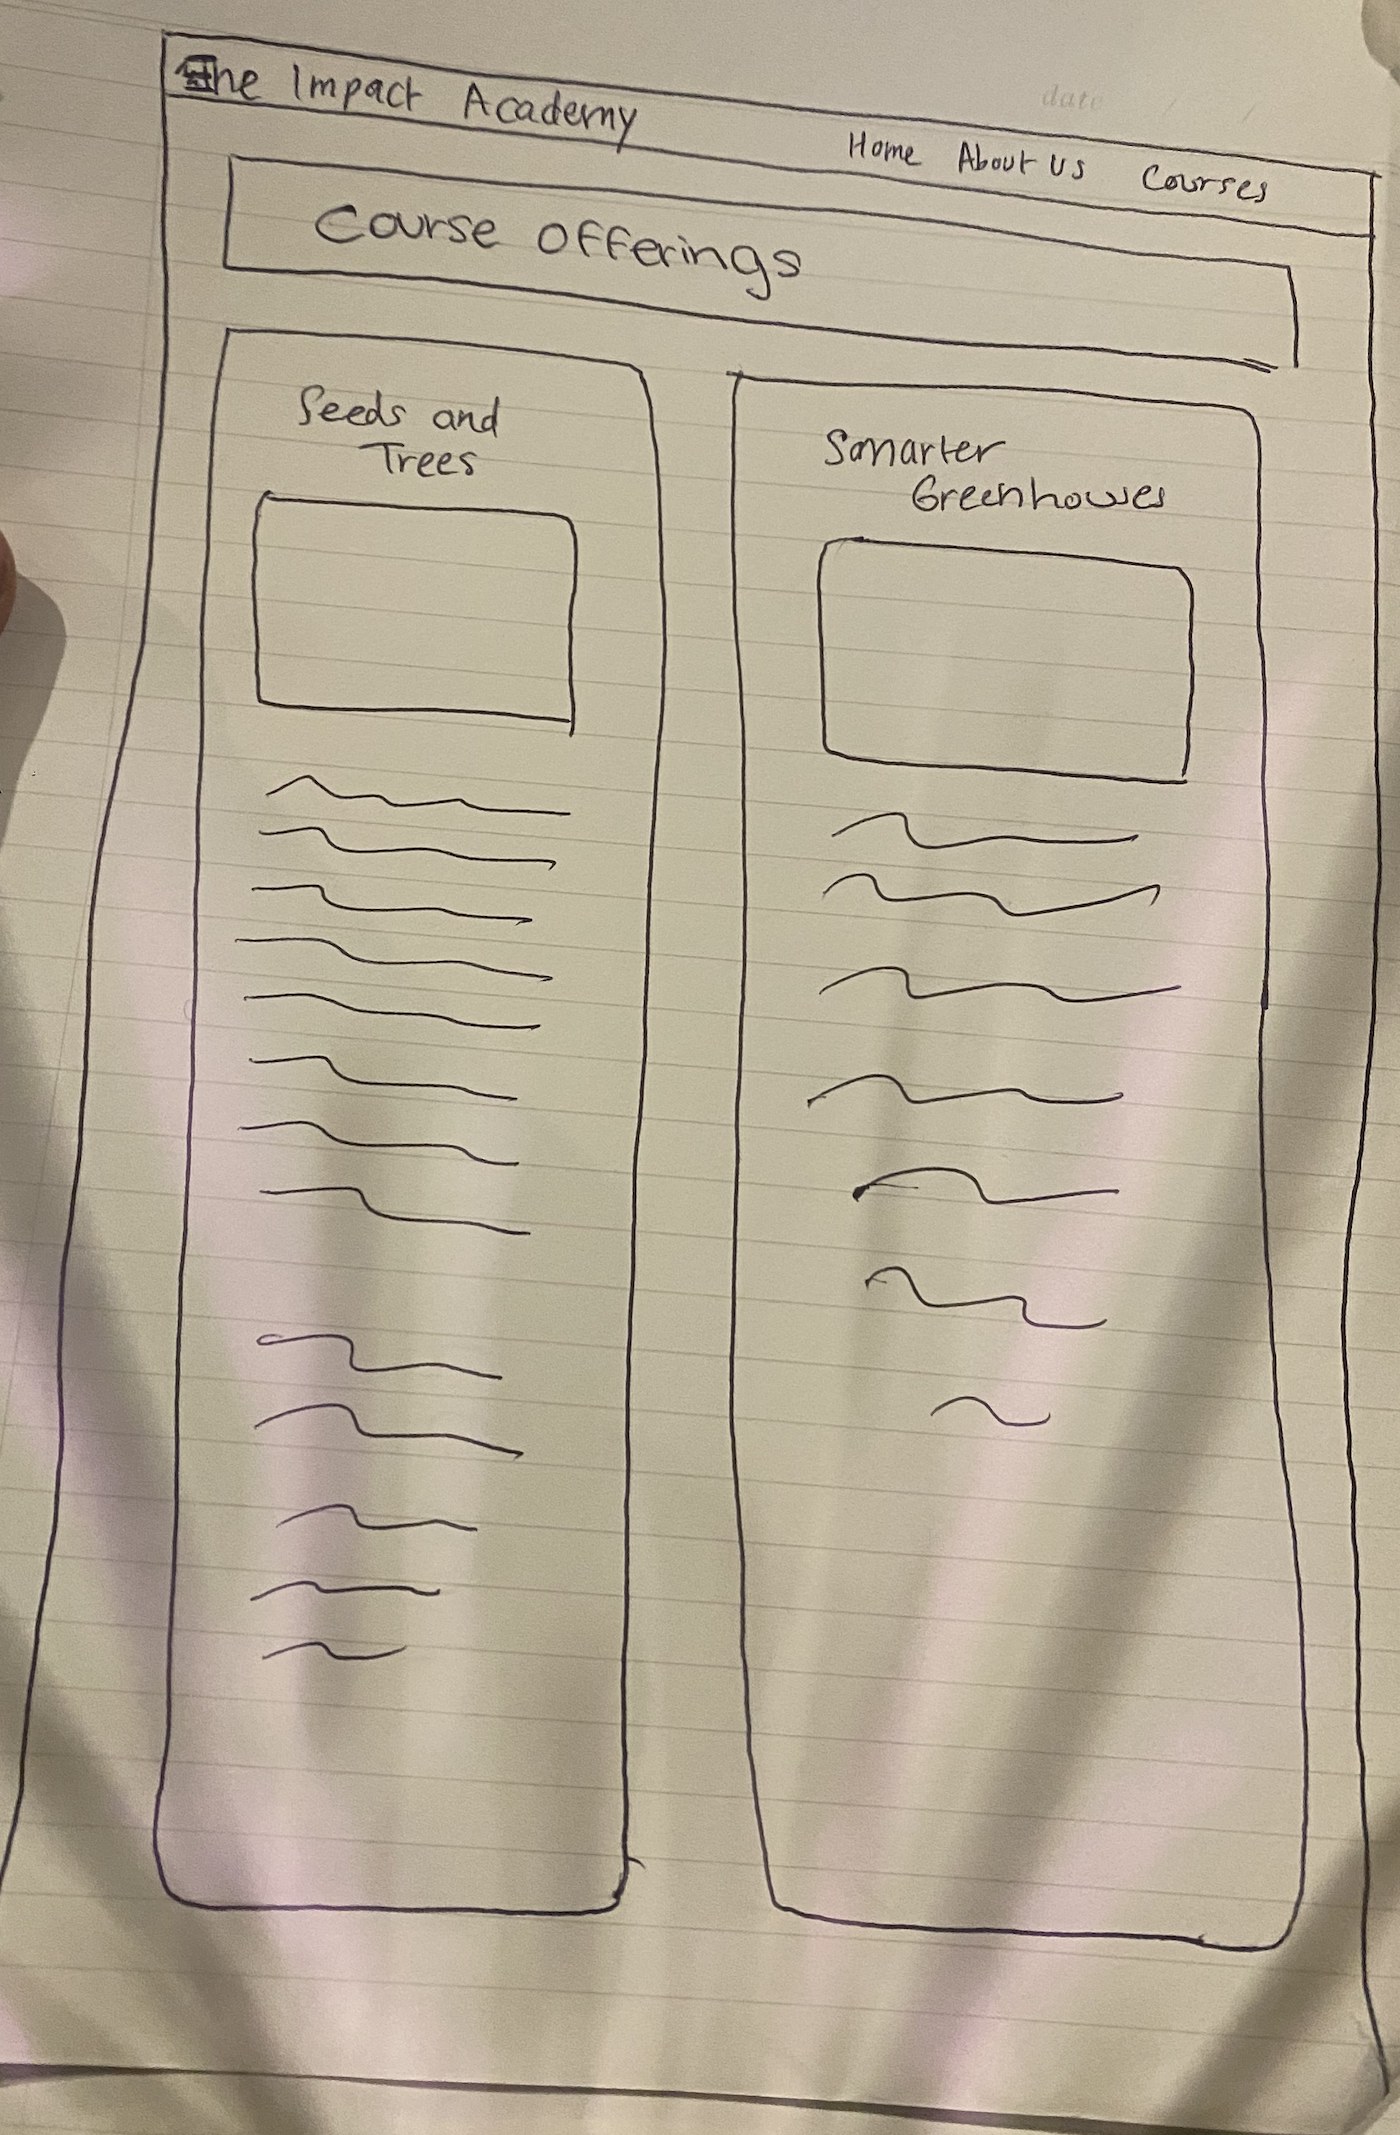 The Impact Academy
Home About Us Courses
date
Course Offerings
Seeds and
Trees
Smarter
Greenhouses